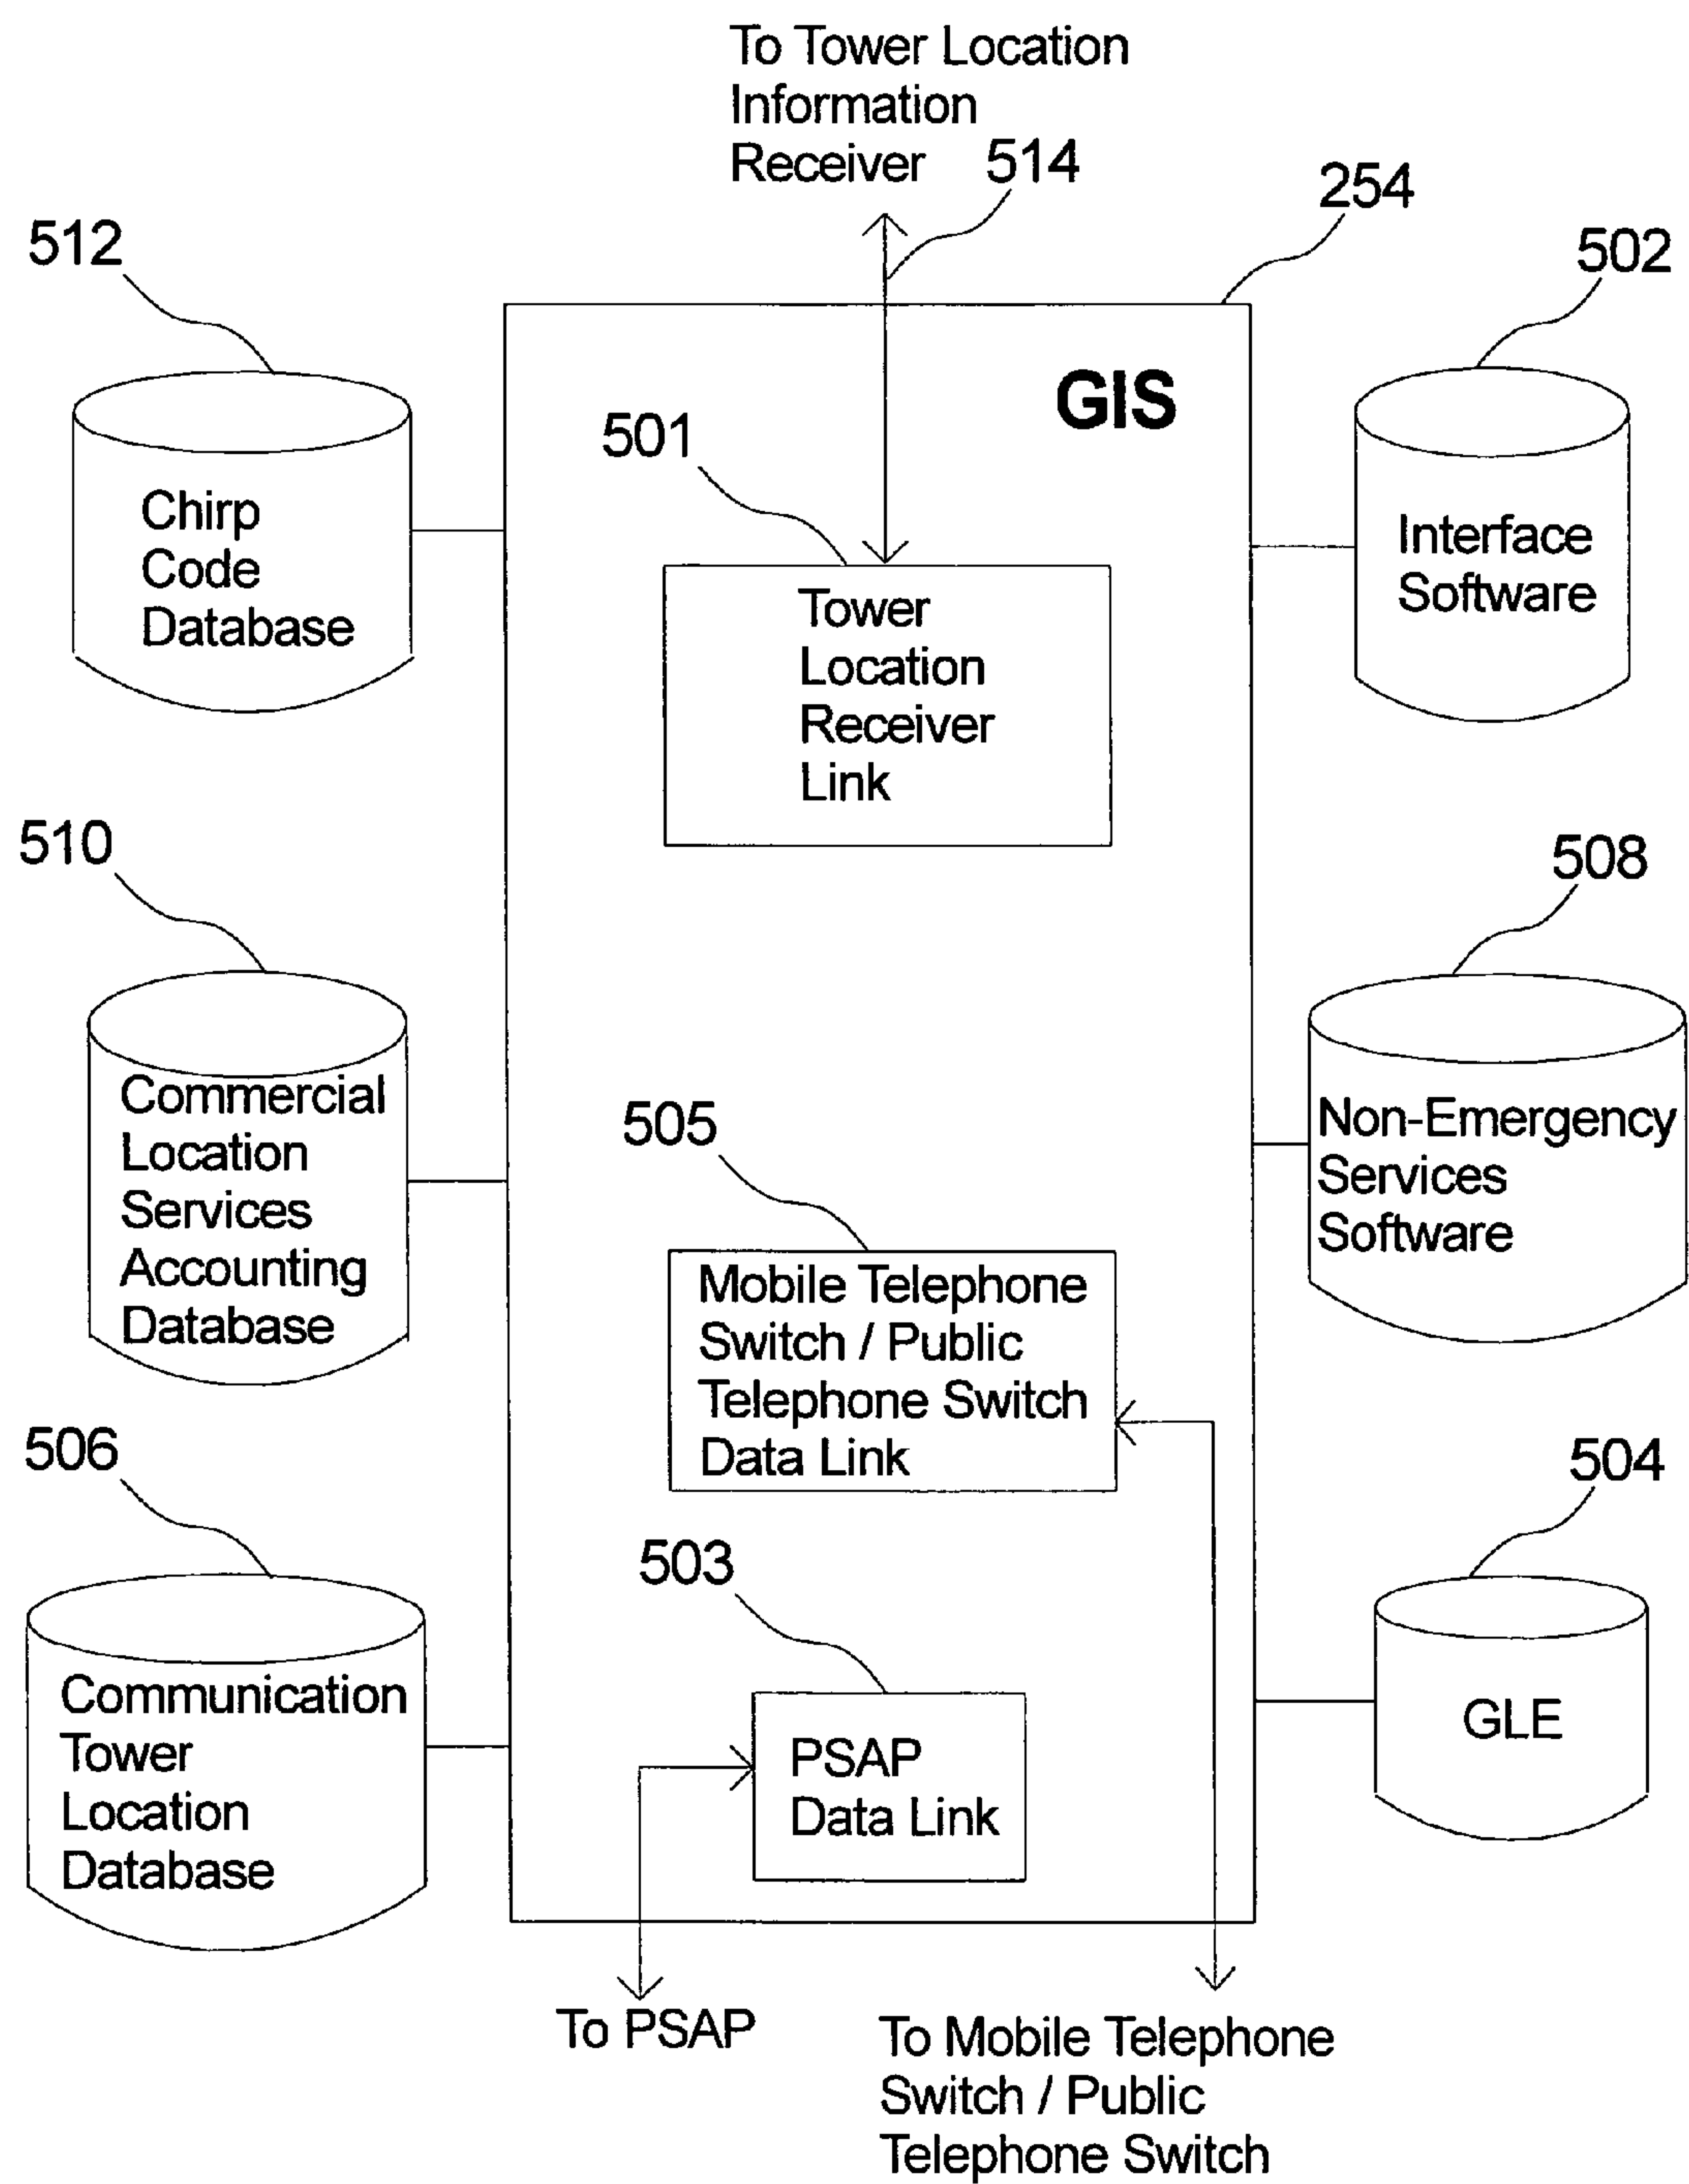 To Tower Location
Information
Receiver
514
254
512
502
GIS
501
Chirp
Code
Database
Interface
Software
Tower
Location
Receiver
Link
510
508
Commercial
Location
Services
Accounting
Database
505
Non-Emergency
Services
Software
Mobile Telephone
Switch / Public
Telephone Switch
Data Link
506
504
503
Communication
Tower
Location
Database
GLE
PSAP
Data Link
To PSAP
To Mobile Telephone
Switch / Public
Telephone Switch